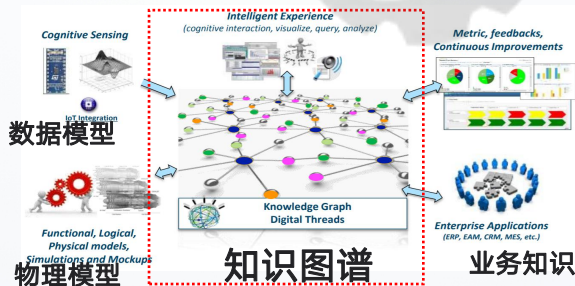 Cognitive Sensing
IoT Integration
数据模型
Functional, Logical,
Physical models,
Simulations and Mockups
物理模型
Intelligent Experience
(cognitive interaction, visualize, query, analyze)
Knowledge Graph
Digital Threads
知识图谱
Metric, feedbacks,
Continuous Improvements
Enterprise Applications
(ERP, EAM, CRM, MES, etc.)
业务知识